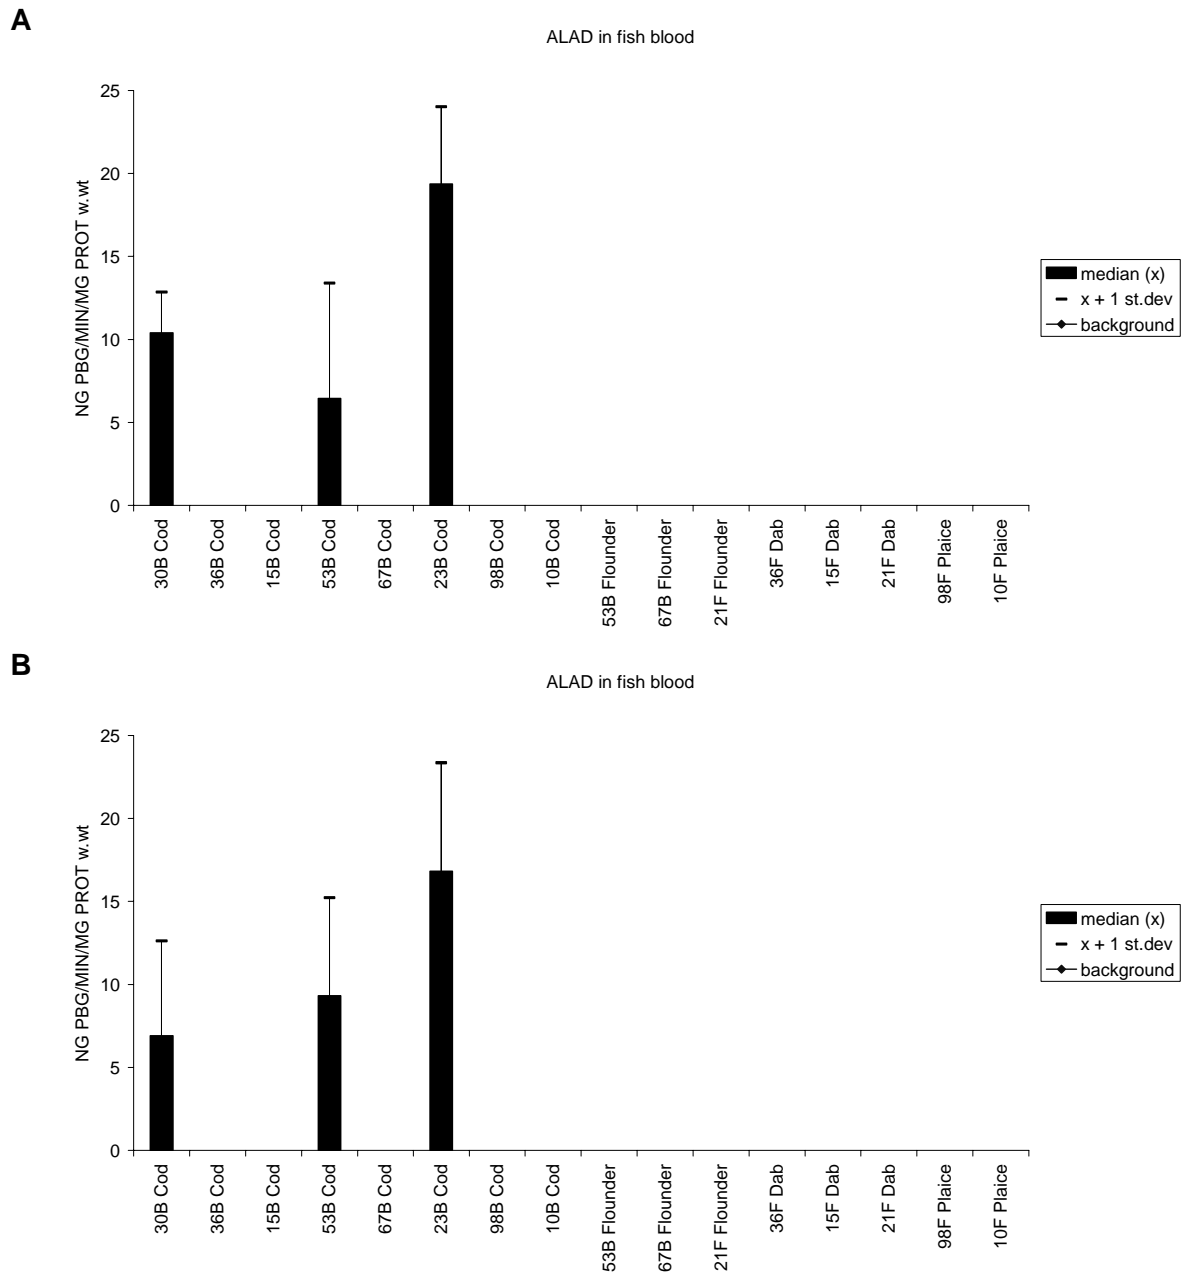 A
ALAD in fish blood
NG PBG/MIN/MG PROT w.wt
25
20
15
10
5
0
30B Cod
36B Cod
15B Cod
53B Cod
67B Cod
23B Cod
98B Cod
10B Cod
53B Flounder
67B Flounder
21F Flounder
36F Dab
15F Dab
21F Dab
98F Plaice
10F Plaice
median (x)
x + 1 st.dev
background
B
ALAD in fish blood
NG PBG/MIN/MG PROT w.wt
25
20
15
10
5
0
30B Cod
36B Cod
15B Cod
53B Cod
67B Cod
23B Cod
98B Cod
10B Cod
53B Flounder
67B Flounder
21F Flounder
36F Dab
15F Dab
21F Dab
98F Plaice
10F Plaice
median (x)
x + 1 st.dev
background